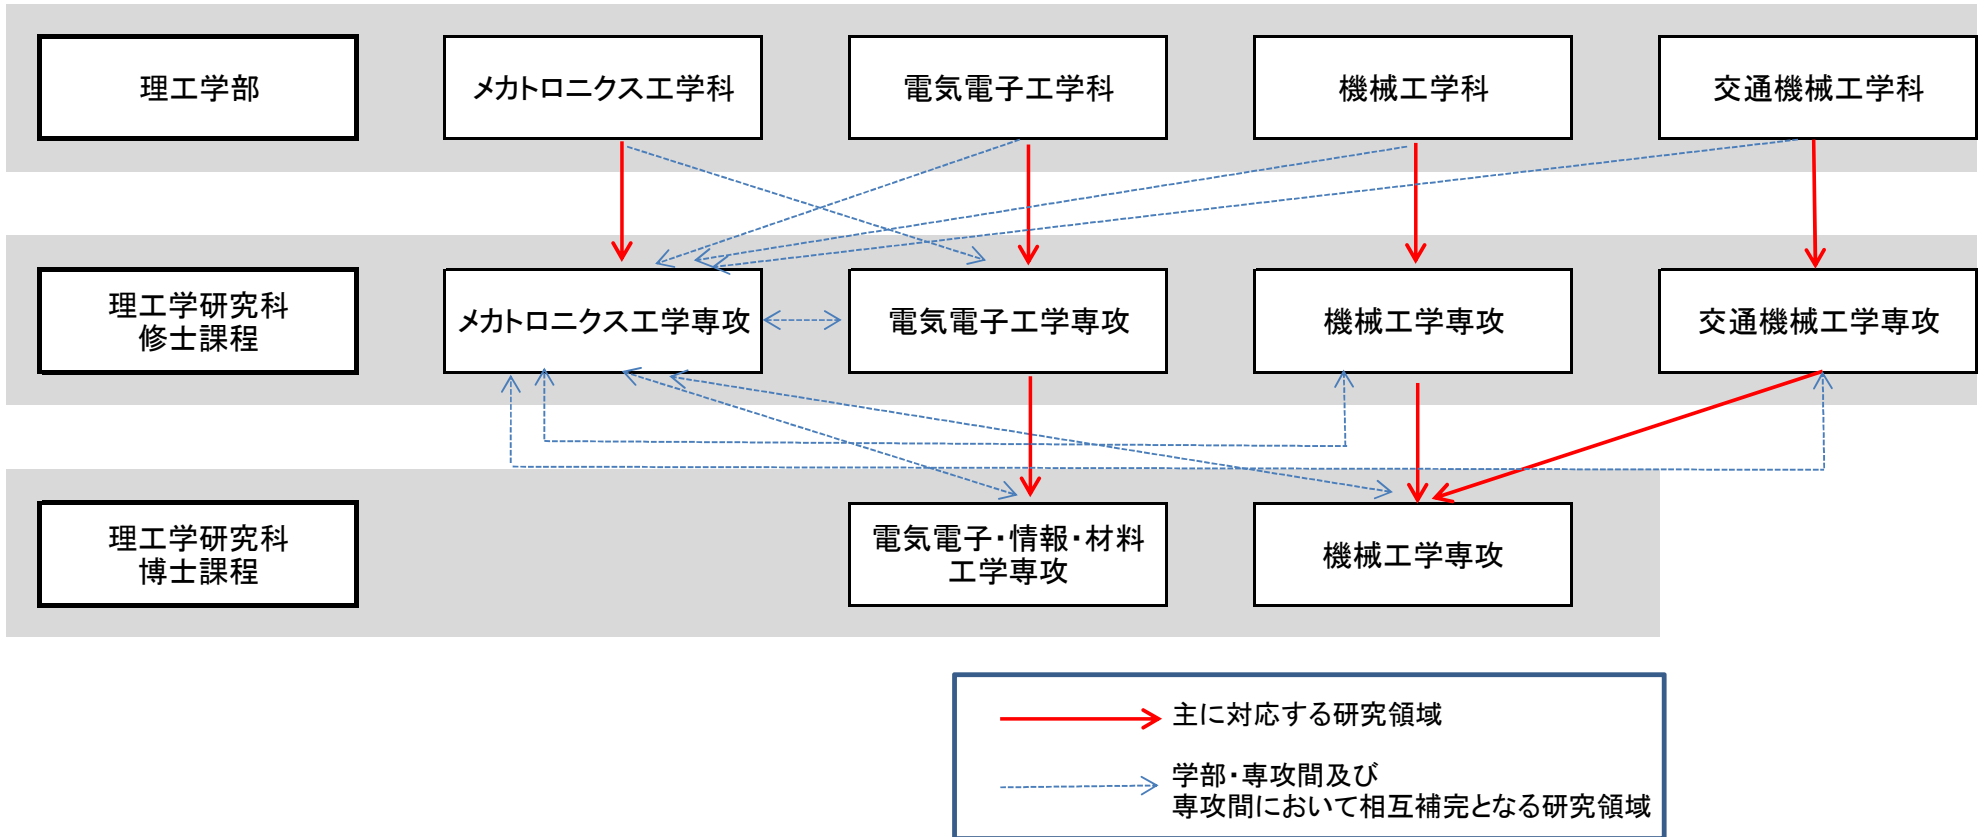 理工学部
メカトロニクス工学科
電気電子工学科
機械工学科
交通機械工学科
理工学研究科
修士課程
メカトロニクス工学専攻
電気電子工学専攻
機械工学専攻
交通機械工学専攻
理工学研究科
博士課程
電気電子・情報・材料
工学専攻
機械工学専攻
主に対応する研究領域
学部・専攻間及び
専攻間において相互補完となる研究領域